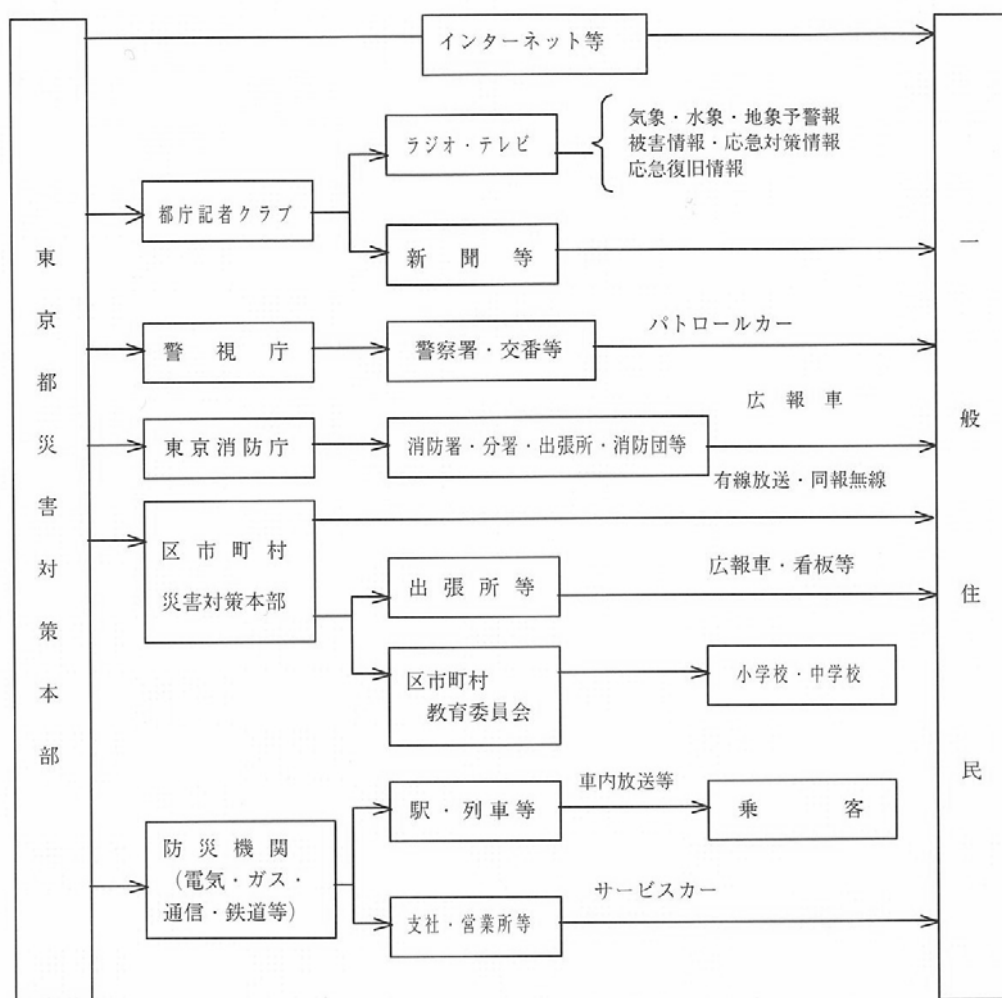 東京都災害対策本部
インターネット等
都庁記者クラブ
ラジオ・テレビ
気象・水象・地象予警報
被害情報・応急対策情報
応急復旧情報
新聞等
警視庁
警察署・交番等
パトロールカー
東京消防庁
消防署・分署・出張所・消防団等
広報車
区市町村
災害対策本部
有線放送・同報無線
出張所等
広報車・看板等
区市町村
教育委員会
小学校・中学校
防災機関
(電気・ガス・
通信・鉄道等)
駅・列車等
車内放送等
乗客
支社・営業所等
サービスカー
一般住民